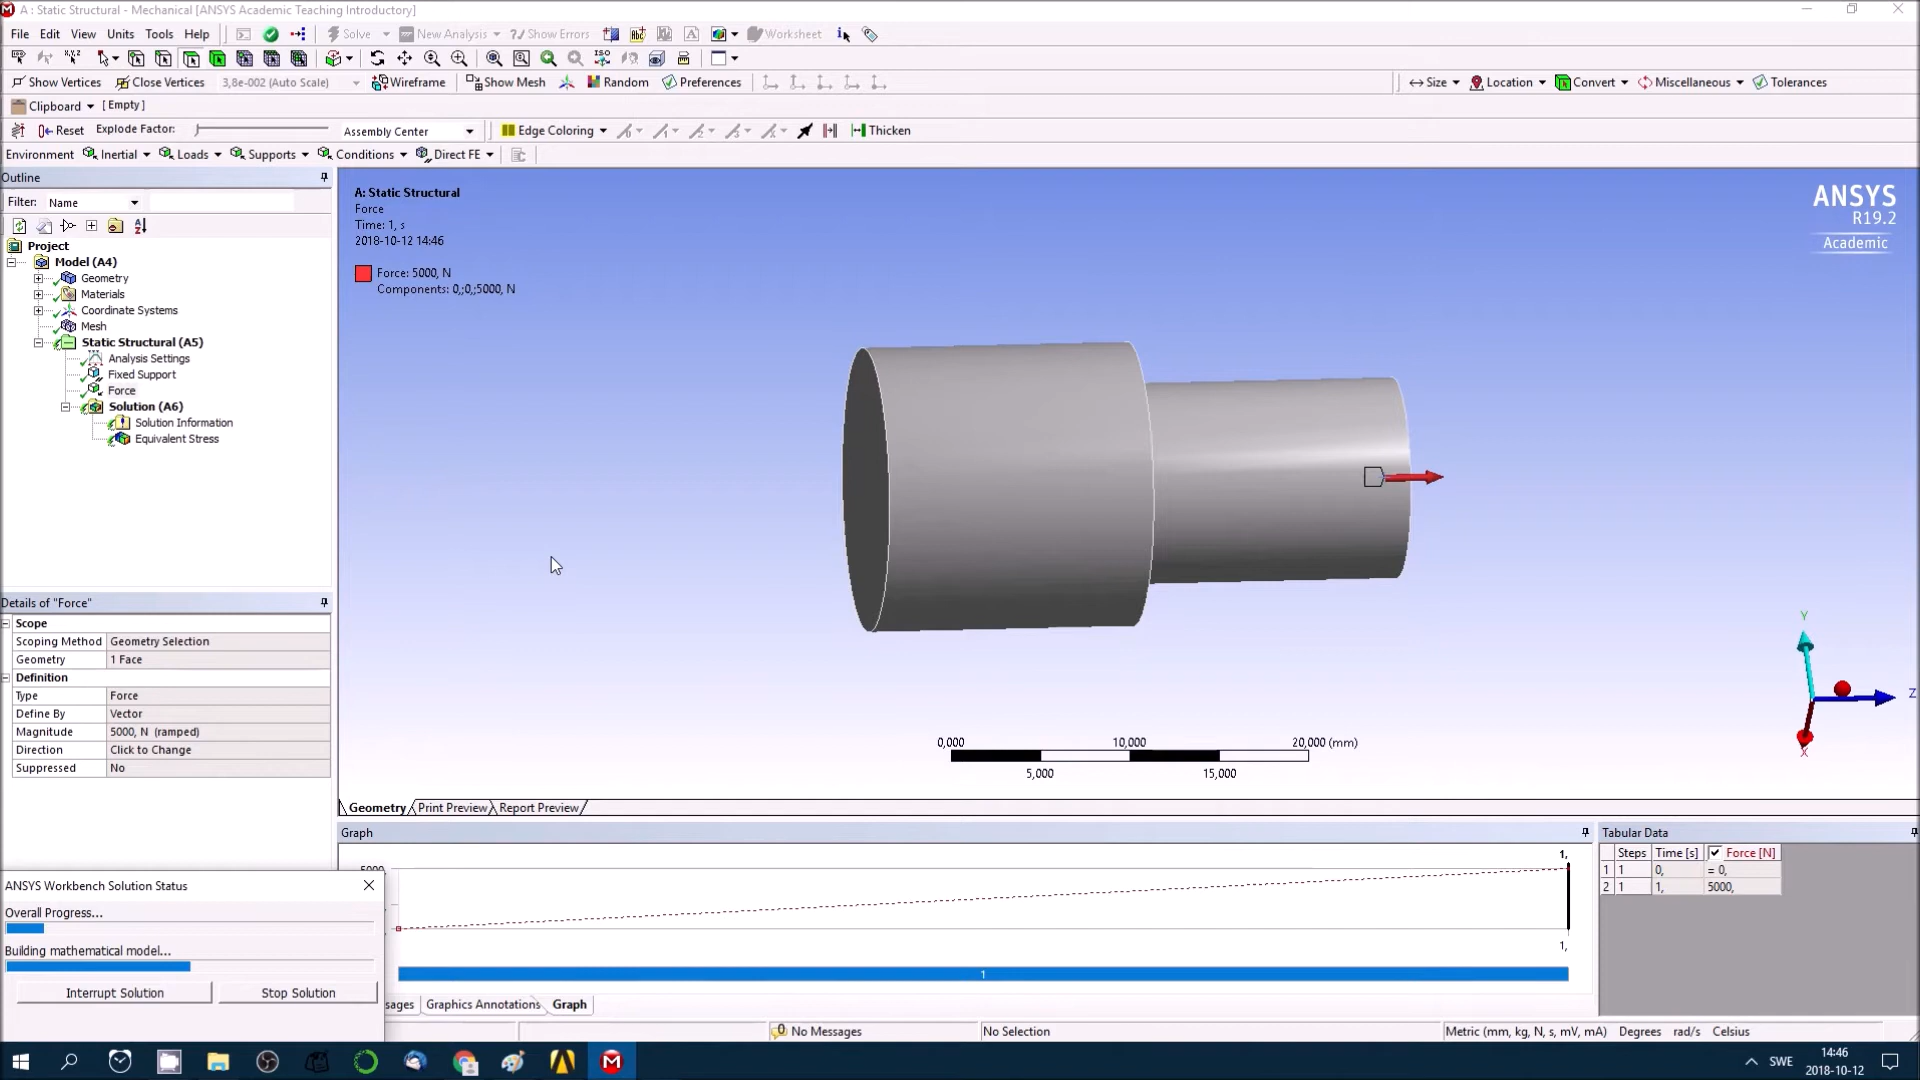 A : Static Structural - Mechanical [ANSYS Academic Teaching Introductory]
File Edit View Units Tools Help Solve New Analysis ?/Show Errors Worksheet
Show Vertices Close Vertices 3,8e-002 (Auto Scale) Wireframe Show Mesh Random Preferences Size Location Convert Miscellaneous Tolerances
Clipboard [ Empty ]
Reset Explode Factor: Assembly Center Edge Coloring Thicken
Environment Inertial Loads Supports Conditions Direct FE
Outline
Filter: Name
Project
Model (A4)
Geometry
Materials
Coordinate Systems
Mesh
Static Structural (A5)
Analysis Settings
Fixed Support
Force
Solution (A6)
Solution Information
Equivalent Stress
A: Static Structural
Force
Time: 1, s
2018-10-12 14:46
Force: 5000, N
Components: 0,;0,;5000, N
ANSYS
R19.2
Academic
Y
Z
X
0,000 10,000 20,000 (mm)
5,000 15,000
Details of "Force"
Scope
Scoping Method Geometry Selection
Geometry 1 Face
Definition
Type Force
Define By Vector
Magnitude 5000, N (ramped)
Direction Click to Change
Suppressed No
Geometry Print Preview Report Preview
Graph
1,
1,
1
Tabular Data
Steps Time [s] Force [N]
1 1 0, = 0,
2 1 1, 5000,
ANSYS Workbench Solution Status
Overall Progress...
Building mathematical model...
Interrupt Solution Stop Solution
Graphics Annotations Graph
No Messages No Selection Metric (mm, kg, N, s, mV, mA) Degrees rad/s Celsius
SWE 14:46
2018-10-12